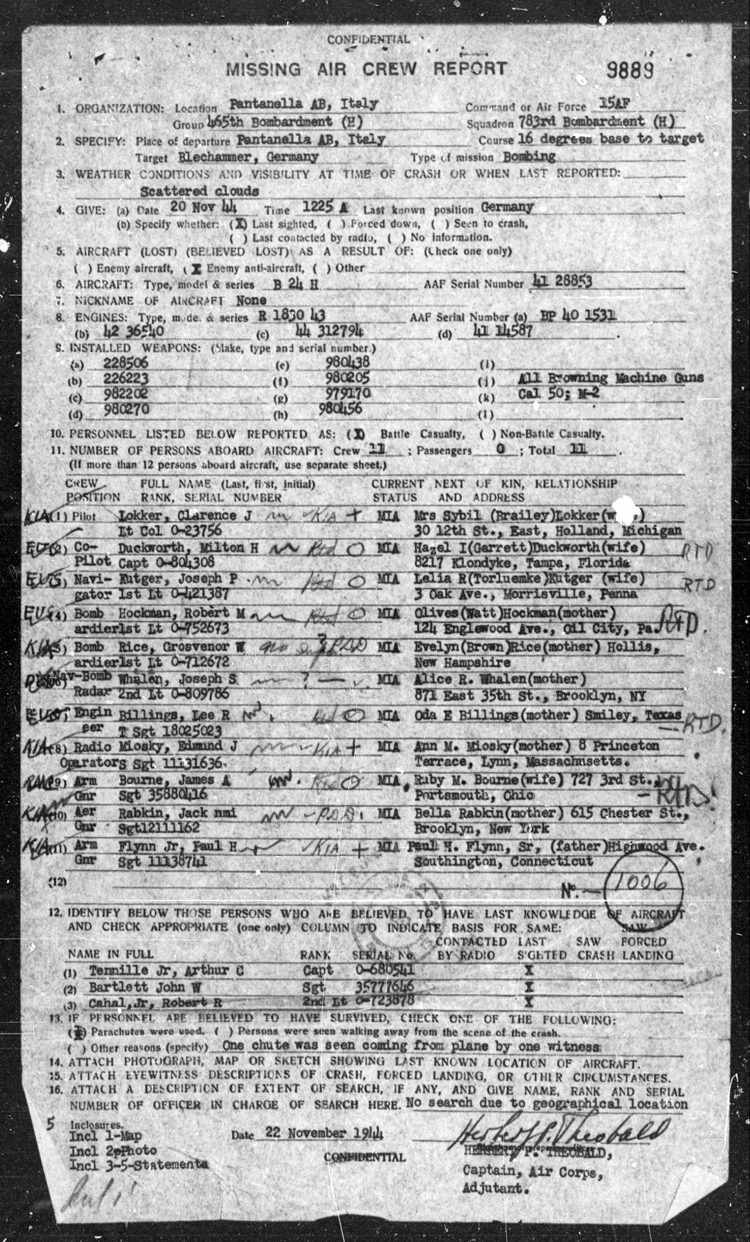 CONFIDENTIAL
MISSING AIR CREW REPORT 9889
1. ORGANIZATION: Location Pantanella AB, Italy Command or Air Force 15AF
Group 465th Bombardment (H) Squadron 783rd Bombardment (H)
2. SPECIFY: Place of departure Pantanella AB, Italy Course 16 degrees base to target
Target Blechammer, Germany Type of mission Bombing
3. WEATHER CONDITIONS AND VISIBILITY AT TIME OF CRASH OR WHEN LAST REPORTED:
Scattered clouds
4. GIVE: (a) Date 20 Nov 44 Time 1225 A Last known position Germany
(b) Specify whether: (X) Last sighted, ( ) Forced down, ( ) Seen to crash,
( ) Last contacted by radio, ( ) No information.
5. AIRCRAFT (LOST) (BELIEVED LOST) AS A RESULT OF: (Check one only)
( ) Enemy aircraft, (X Enemy anti-aircraft, ( ) Other
6. AIRCRAFT: Type, model & series B 24 H AAF Serial Number 41 28853
7. NICKNAME OF AIRCRAFT None
8. ENGINES: Type, mode. & series R 1830 43 AAF Serial Number (a) BP 40 1531
(b) 42 36540 (c) 44 312794 (d) 41 14587
9. INSTALLED WEAPONS: (Make, type and serial number.)
(a) 228506 (e) 980438 (i)
(b) 226223 (f) 980205 (j) All Browning Machine Guns
(c) 982202 (g) 979170 (k) Cal 50; M-2
(d) 980270 (h) 980456 (l)
10. PERSONNEL LISTED BELOW REPORTED AS: (X) Battle Casualty, ( ) Non-Battle Casualty.
11. NUMBER OF PERSONS ABOARD AIRCRAFT: Crew 11 ; Passengers 0 ; Total 11 .
(If more than 12 persons aboard aircraft, use separate sheet.)
CREW FULL NAME (Last, first, initial) CURRENT NEXT OF KIN, RELATIONSHIP
POSITION RANK, SERIAL NUMBER STATUS AND ADDRESS
KIA (1) Pilot Lokker, Clarence J KIA + MIA Mrs Sybil (Brailey)Lokker(w
Lt Col O-23756 30 12th St., East, Holland, Michigan
EUS (2) Co- Duckworth, Milton H Rtd O MIA Hazel I(Garrett)Duckworth(wife) RTD
Pilot Capt O-804308 8217 Klondyke, Tampa, Florida
EUS Navi- Kutger, Joseph P Rtd O MIA Lelia R(Torluemke)Kutger (wife) RTD
gator 1st Lt O-421387 3 Oak Ave., Morrisville, Penna
EUS (4) Bomb Hockman, Robert M Rtd O MIA Olives(Watt)Hockman(mother)
ardier1st Lt O-752673 124 Englewood Ave., Oil City, Pa. RTD.
KIA 5) Bomb Rice, Grosvenor W MIA Evelyn(Brown)Rice(mother) Hollis,
ardier1st Lt O-712672 New Hampshire
Nav-Bomb Whalen, Joseph S ? MIA Alice R. Whalen(mother)
Radar 2nd Lt O-809786 871 East 35th St., Brooklyn, NY
EUS Engin Billings, Lee R Rtd O MIA Oda E Billings(mother) Smiley, Texas RTD.
eer T Sgt 18025023
KIA (8) Radio Miosky, Edmund J KIA + MIA Ann M. Miosky(mother) 8 Princeton
Operators Sgt 11131636 Terrace, Lynn, Massachusetts.
(9) Arm Bourne, James A Rtd O MIA Ruby M. Bourne(wife) 727 3rd St.,
Gnr Sgt 35880416 Portsmouth, Ohio RTD.
KIA (10) Aer Rabkin, Jack nmi MIA Bella Rabkin(mother) 615 Chester St.,
Gnr Sgt12111162 Brooklyn, New York
KIA (11) Arm Flynn Jr, Paul H KIA + MIA Paul H. Flynn, Sr, (father)Highwood Ave.
Gnr Sgt 11138741 Southington, Connecticut
(12) No. - 1006
12. IDENTIFY BELOW THOSE PERSONS WHO ARE BELIEVED TO HAVE LAST KNOWLEDGE OF AIRCRAFT
AND CHECK APPROPRIATE (one only) COLUMN TO INDICATE BASIS FOR SAME: SAW
CONTACTED LAST SAW FORCED
NAME IN FULL RANK SERIAL No. BY RADIO SIGHTED CRASH LANDING
(1) Tennille Jr, Arthur C Capt O-680541 X
(2) Bartlett John W Sgt 35777646 X
(3) Cahal,Jr, Robert R 2nd Lt O-723878 X
13. IF PERSONNEL ARE BELIEVED TO HAVE SURVIVED, CHECK ONE OF THE FOLLOWING:
(X) Parachutes were used. ( ) Persons were seen walking away from the scene of the crash.
( ) Other reasons (specify) One chute was seen coming from plane by one witness
14. ATTACH PHOTOGRAPH, MAP OR SKETCH SHOWING LAST KNOWN LOCATION OF AIRCRAFT.
15. ATTACH EYEWITNESS DESCRIPTIONS OF CRASH, FORCED LANDING, OR OTHER CIRCUMSTANCES.
16. ATTACH A DESCRIPTION OF EXTENT OF SEARCH, IF ANY, AND GIVE NAME, RANK AND SERIAL
NUMBER OF OFFICER IN CHARGE OF SEARCH HERE. No search due to geographical location
5 Inclosures.
Incl 1-Map Date 22 November 1944 Herbert P. Theobald
Incl 2-Photo CONFIDENTIAL HERBERT P. THEOBALD,
Incl 3-5-Statements Captain, Air Corps,
Adjutant.